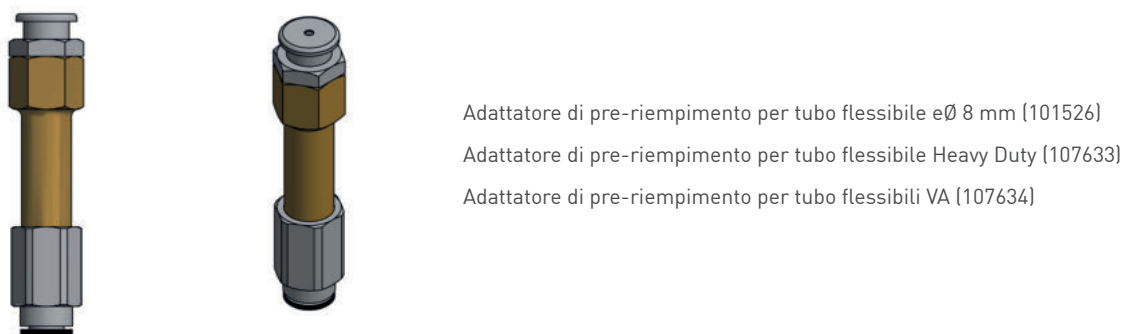 Adattatore di pre-riempimento per tubo flessibile eØ 8 mm (101526)
Adattatore di pre-riempimento per tubo flessibile Heavy Duty (107633)
Adattatore di pre-riempimento per tubo flessibili VA (107634)